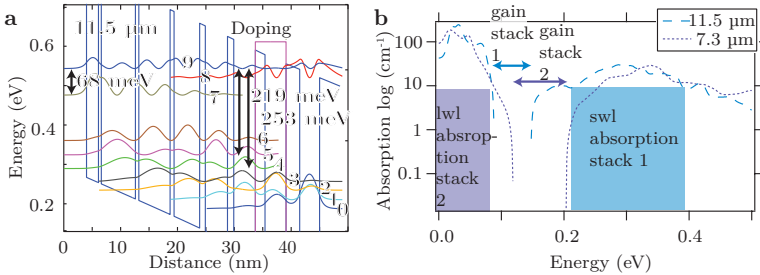 a
11.5 µm
Doping
0.6
0.4
0.2
Energy (eV)
68 meV
9
8
7
219 meV
253 meV
6
5
4
3
2
1
0
0
10
20
30
40
Distance (nm)
b
gain
stack
1
gain
stack
2
11.5 µm
7.3 µm
Absorption log (cm⁻¹)
100
10
1
0.1
lwl
absrop-
tion
stack
2
swl
absorption
stack 1
0.0
0.2
0.4
Energy (eV)